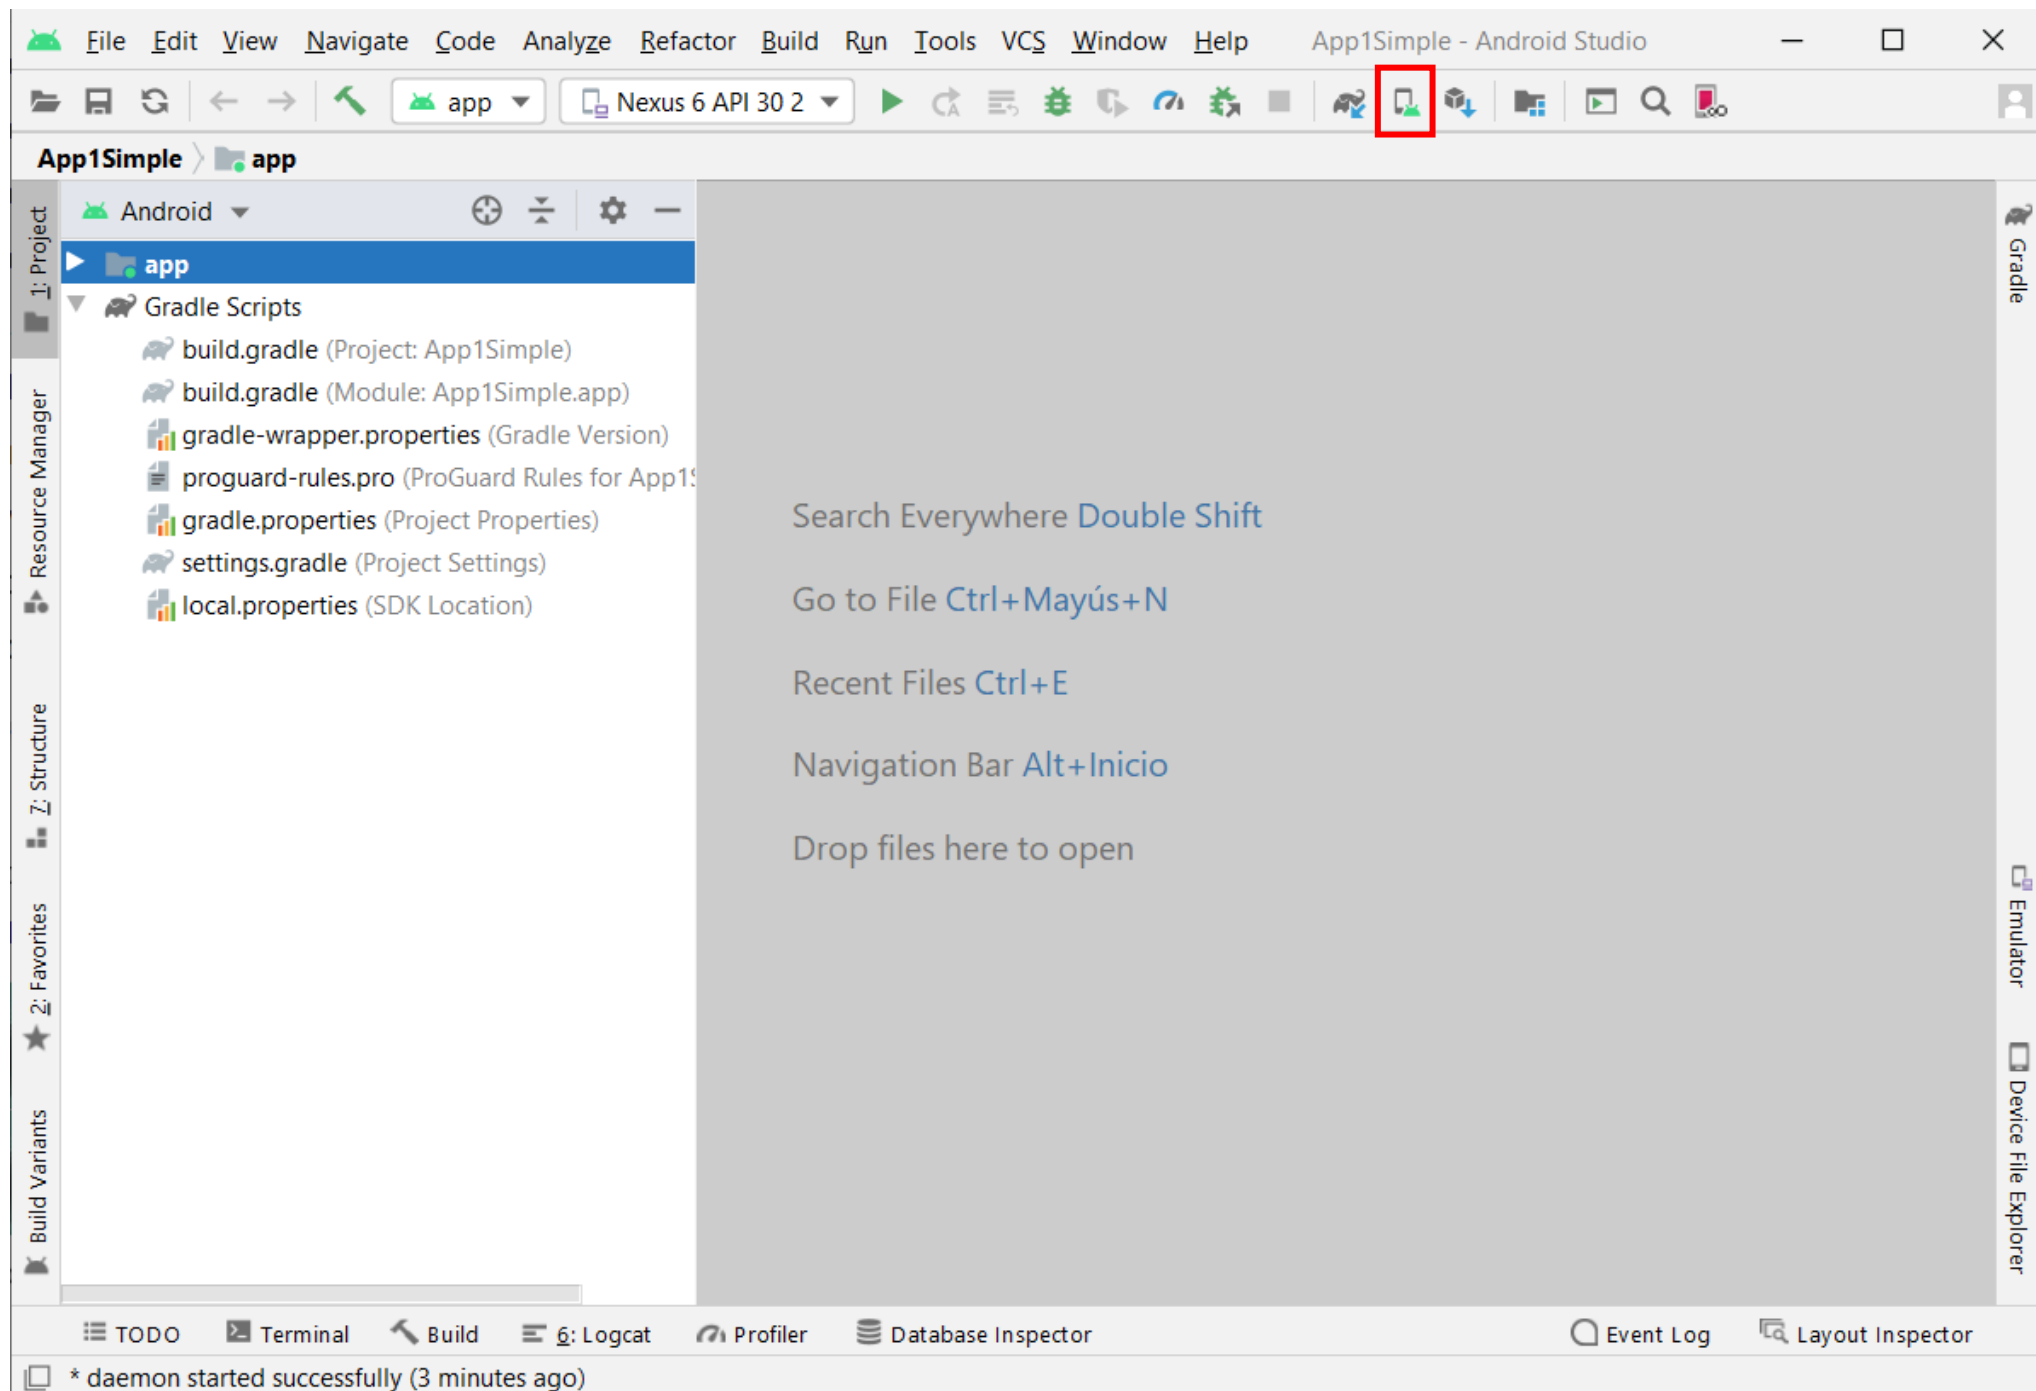 File Edit View Navigate Code Analyze Refactor Build Run Tools VCS Window Help App1Simple - Android Studio
app Nexus 6 API 30 2
App1Simple app
Android
app
Gradle Scripts
build.gradle (Project: App1Simple)
build.gradle (Module: App1Simple.app)
gradle-wrapper.properties (Gradle Version)
proguard-rules.pro (ProGuard Rules for App1S
gradle.properties (Project Properties)
settings.gradle (Project Settings)
local.properties (SDK Location)
1: Project
Resource Manager
7: Structure
2: Favorites
Build Variants
Search Everywhere Double Shift
Go to File Ctrl+Mayús+N
Recent Files Ctrl+E
Navigation Bar Alt+Inicio
Drop files here to open
Gradle
Emulator
Device File Explorer
TODO Terminal Build 6: Logcat Profiler Database Inspector Event Log Layout Inspector
* daemon started successfully (3 minutes ago)